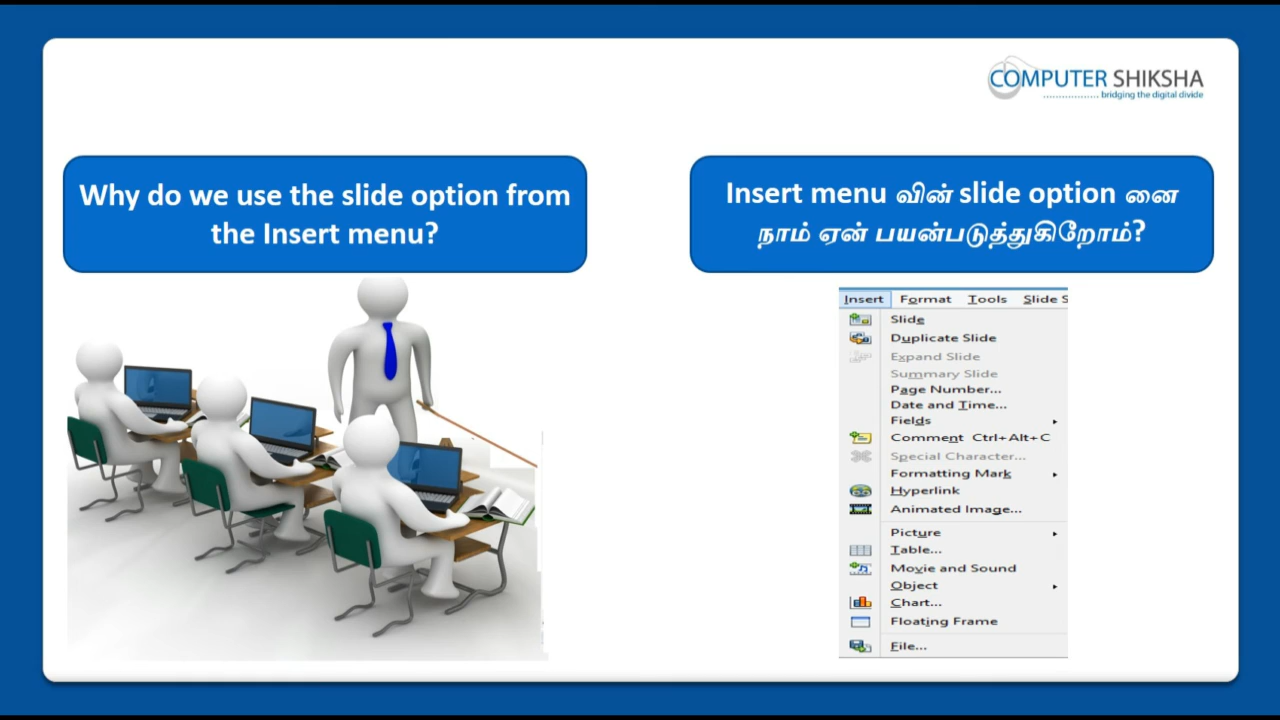 COMPUTER SHIKSHA
bridging the digital divide
Why do we use the slide option from
the Insert menu?
Insert menu வின் slide option னை
நாம் ஏன் பயன்படுத்துகிறோம்?
Insert Format Tools Slide S
Slide
Duplicate Slide
Expand Slide
Summary Slide
Page Number...
Date and Time...
Fields
Comment Ctrl+Alt+C
Special Character...
Formatting Mark
Hyperlink
Animated Image...
Picture
Table...
Movie and Sound
Object
Chart...
Floating Frame
File...